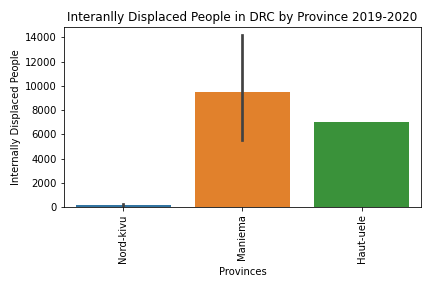 Interanlly Displaced People in DRC by Province 2019-2020
14000
12000
10000
8000
6000
4000
2000
0
Internally Displaced People
Nord-kivu
Maniema
Haut-uele
Provinces